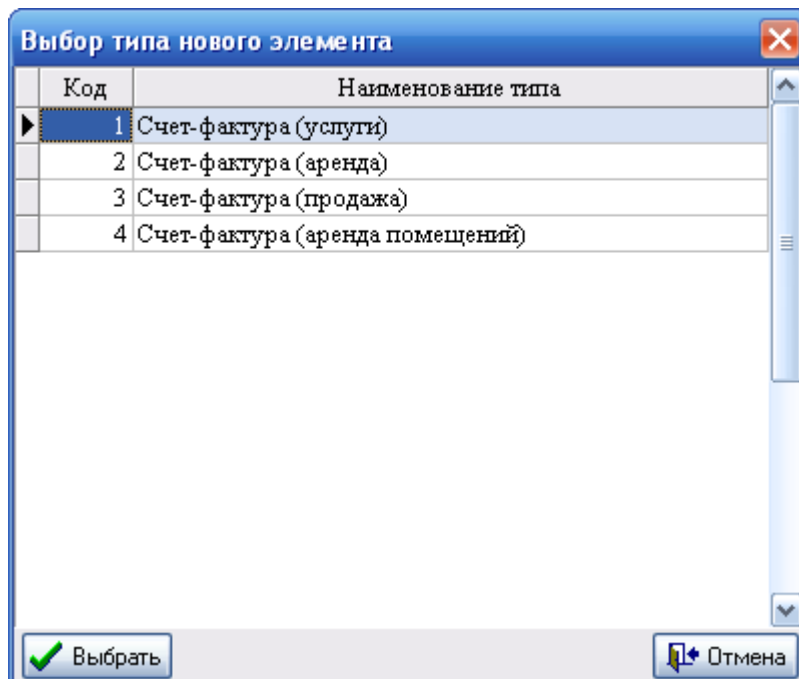 Выбор типа нового элемента
Код Наименование типа
1 Счет-фактура (услуги)
2 Счет-фактура (аренда)
3 Счет-фактура (продажа)
4 Счет-фактура (аренда помещений)
Выбрать Отмена